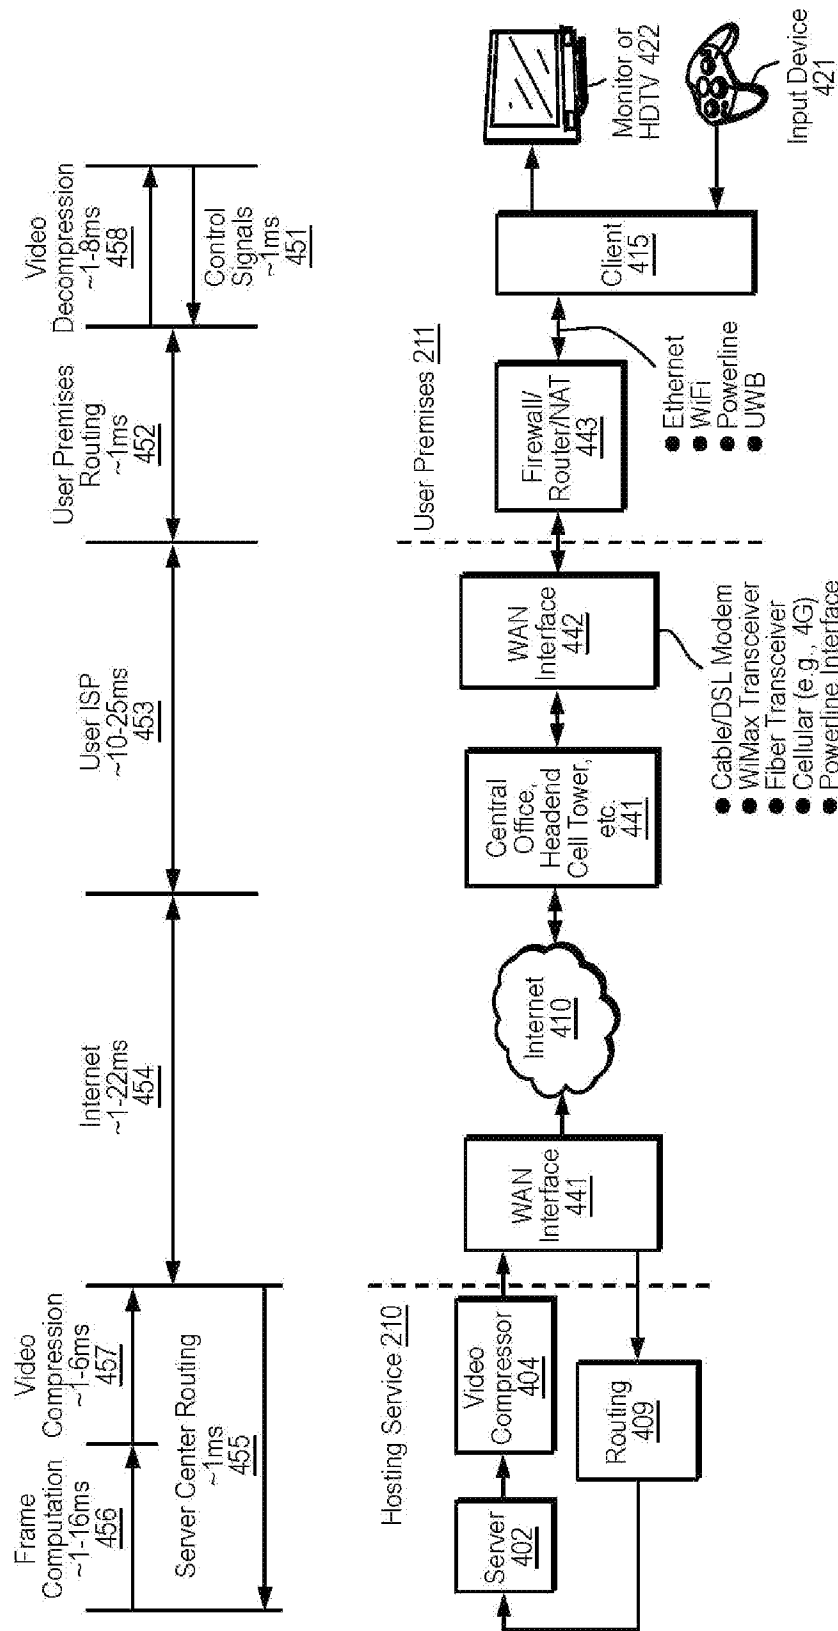 Frame
Computation
~1-16ms
456
Video
Compression
~1-6ms
457
Server Center Routing
~1ms
455
Internet
~1-22ms
454
User ISP
~10-25ms
453
User Premises
Routing
~1ms
452
Video
Decompression
~1-8ms
458
Control
Signals
~1ms
451
Hosting Service 210
Server
402
Video
Compressor
404
Routing
409
WAN
Interface
441
Internet
410
Central
Office,
Headend
Cell Tower,
etc.
441
WAN
Interface
442
● Cable/DSL Modem
● WiMax Transceiver
● Fiber Transceiver
● Cellular (e.g., 4G)
● Powerline Interface
User Premises 211
Firewall/
Router/NAT
443
● Ethernet
● WiFi
● Powerline
● UWB
Client
415
Monitor or
HDTV 422
Input Device
421